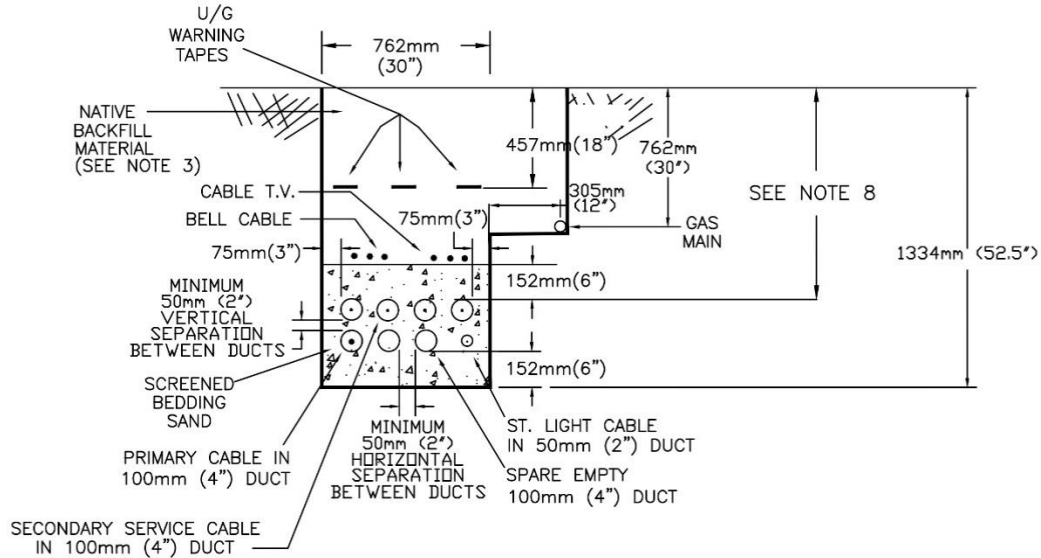 U/G
WARNING
TAPES
762mm
(30")
NATIVE
BACKFILL
MATERIAL
(SEE NOTE 3)
457mm(18")
762mm
(30")
CABLE T.V.
305mm
(12")
SEE NOTE 8
BELL CABLE
75mm(3")
GAS
MAIN
75mm(3")
1334mm (52.5")
152mm(6")
MINIMUM
50mm (2")
VERTICAL
SEPARATION
BETWEEN DUCTS
152mm(6")
SCREENED
BEDDING
SAND
MINIMUM
50mm (2")
HORIZONTAL
SEPARATION
BETWEEN DUCTS
ST. LIGHT CABLE
IN 50mm (2") DUCT
PRIMARY CABLE IN
100mm (4") DUCT
SPARE EMPTY
100mm (4") DUCT
SECONDARY SERVICE CABLE
IN 100mm (4") DUCT